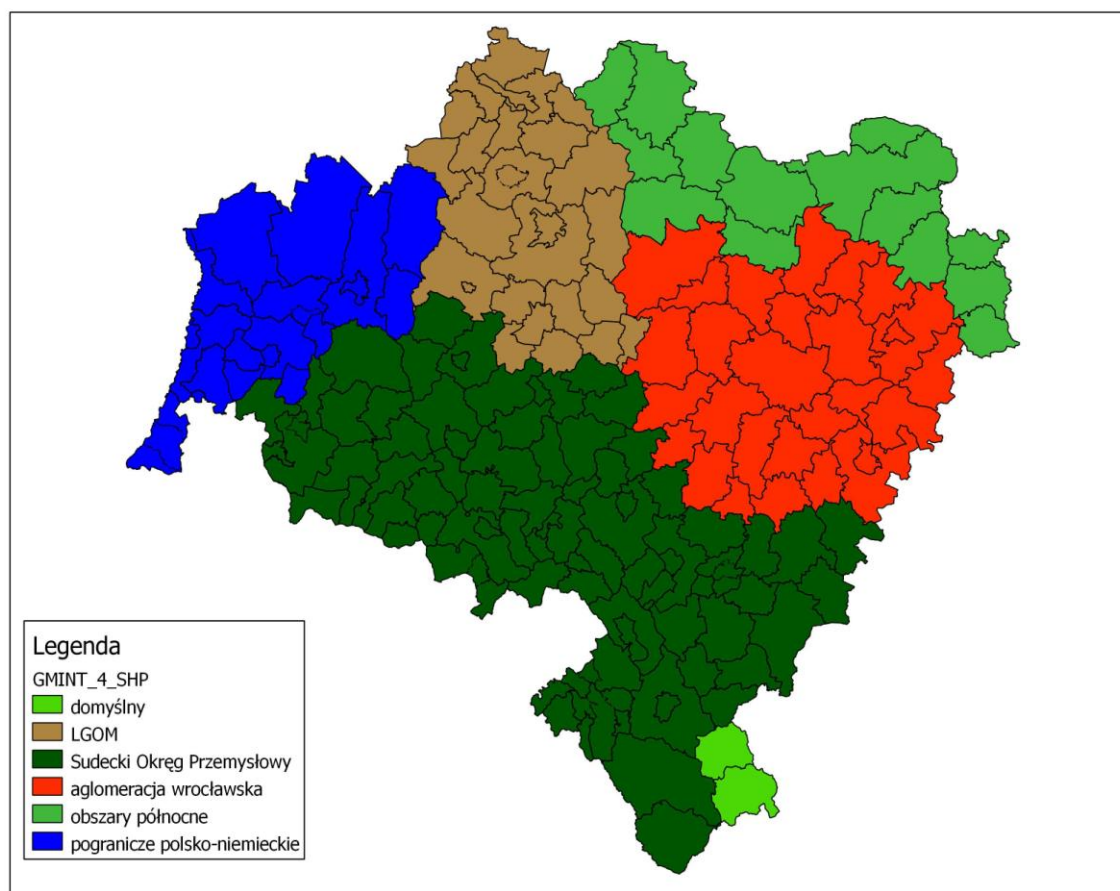 Legenda
GMINT_4_SHP
domyślny
LGOM
Sudecki Okręg Przemysłowy
aglomeracja wrocławska
obszary północne
pogranicze polsko-niemieckie